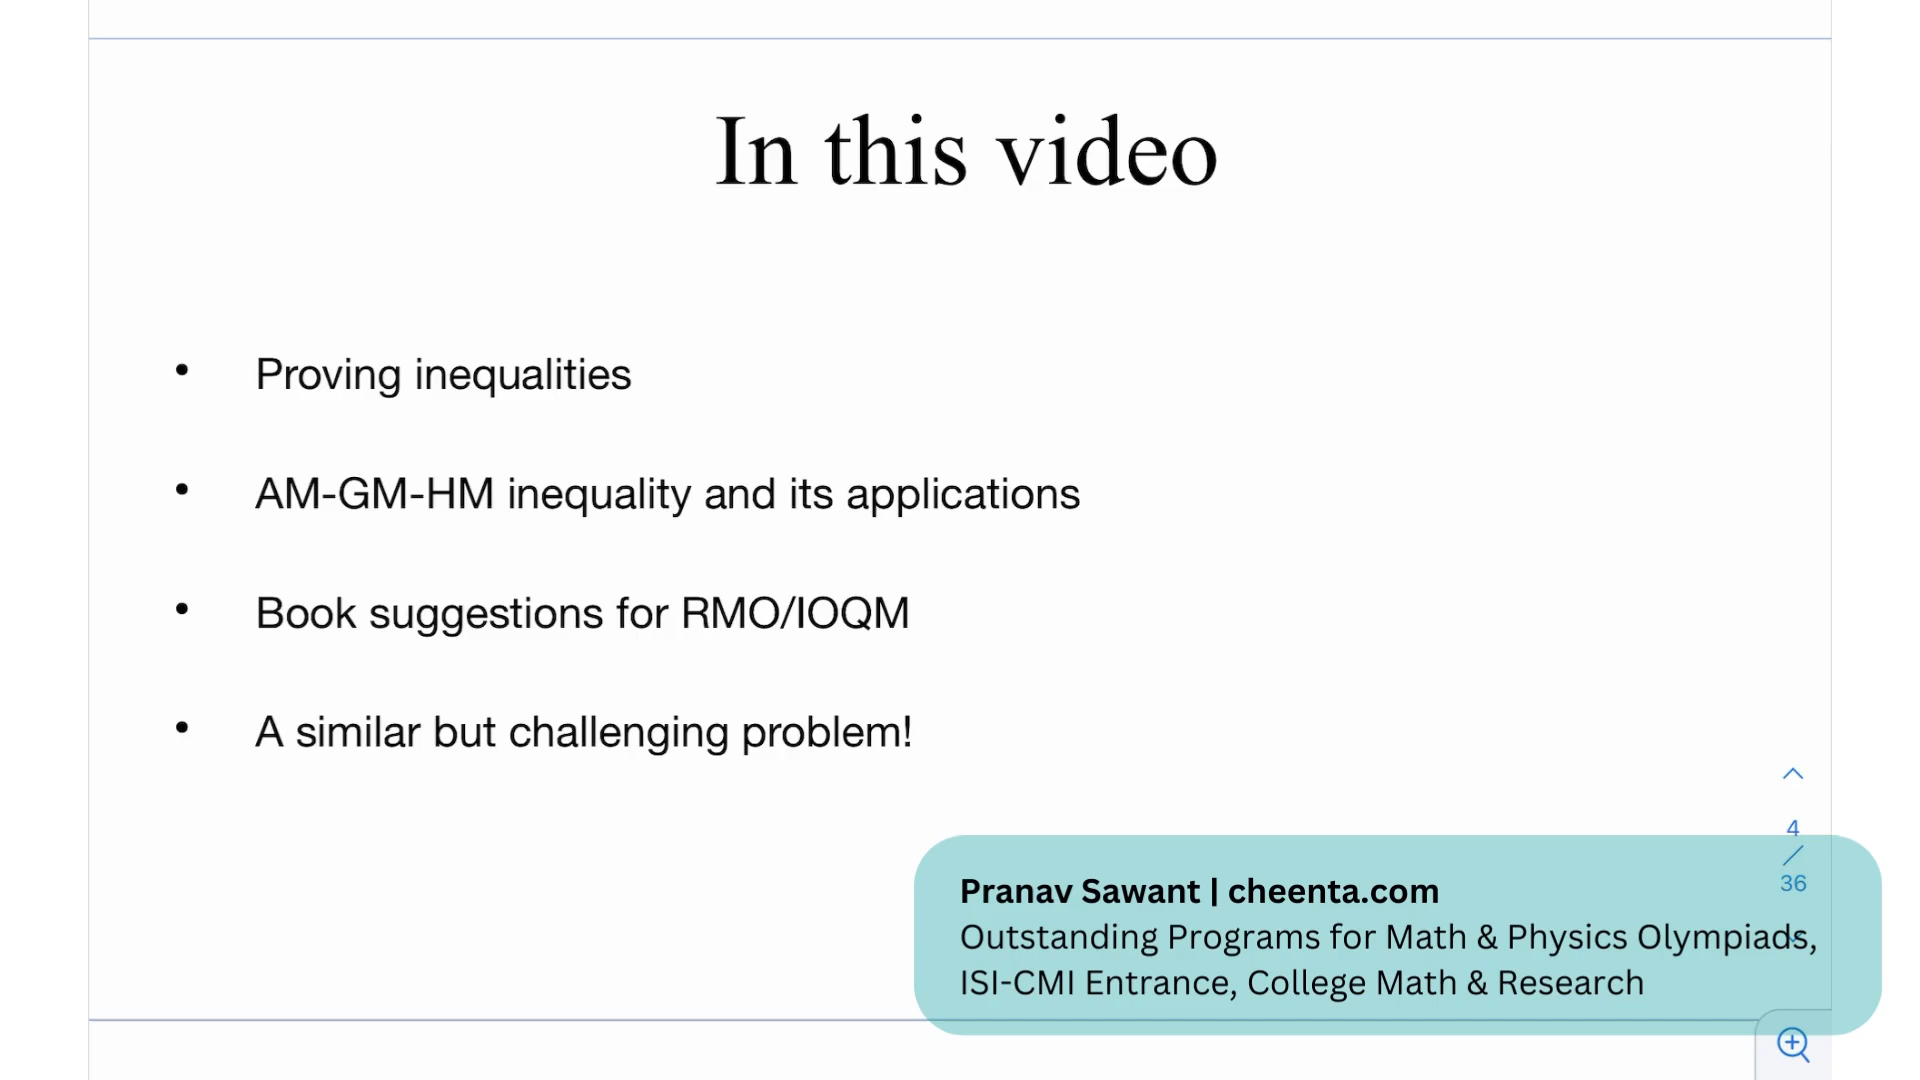 In this video
• Proving inequalities
• AM-GM-HM inequality and its applications
• Book suggestions for RMO/IOQM
• A similar but challenging problem!
4
/
36
Pranav Sawant | cheenta.com
Outstanding Programs for Math & Physics Olympiads,
ISI-CMI Entrance, College Math & Research